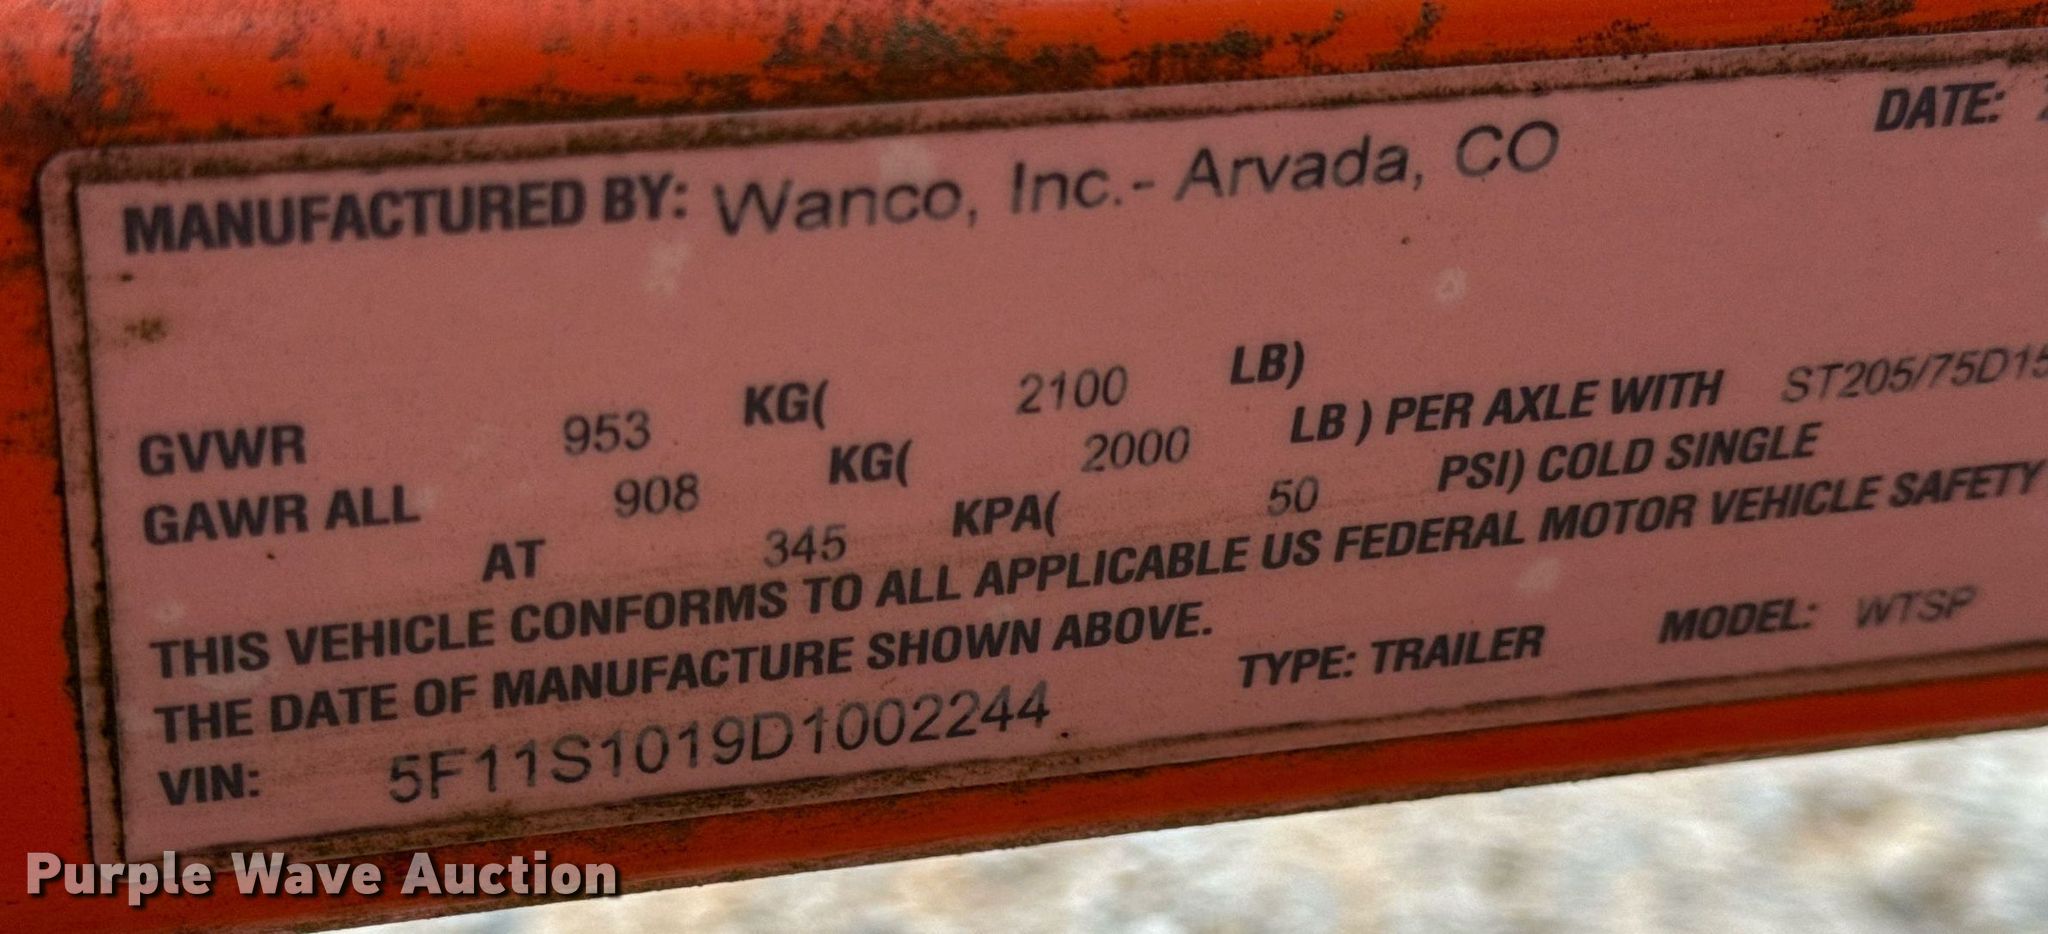 MANUFACTURED BY: Wanco, Inc.- Arvada, CO DATE:
GVWR 953 KG( 2100 LB)
GAWR ALL 908 KG( 2000 LB ) PER AXLE WITH ST205/75D15
AT 345 KPA( 50 PSI) COLD SINGLE
THIS VEHICLE CONFORMS TO ALL APPLICABLE US FEDERAL MOTOR VEHICLE SAFETY
THE DATE OF MANUFACTURE SHOWN ABOVE.
VIN: 5F11S1019D1002244 TYPE: TRAILER MODEL: WTSP
Purple Wave Auction